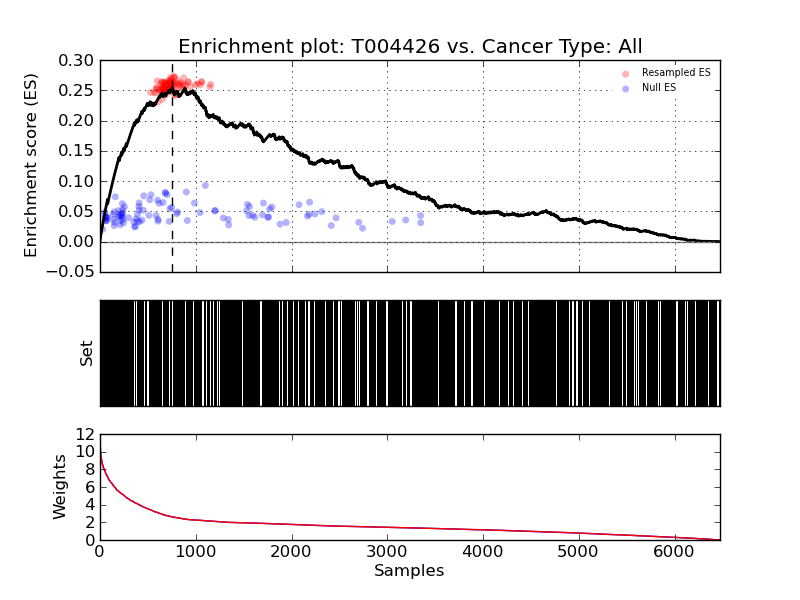 Enrichment plot: T004426 vs. Cancer Type: All
Enrichment score (ES)
0.30
0.25
0.20
0.15
0.10
0.05
0.00
−0.05
Resampled ES
Null ES
Set
Weights
12
10
8
6
4
2
0
0 1000 2000 3000 4000 5000 6000
Samples